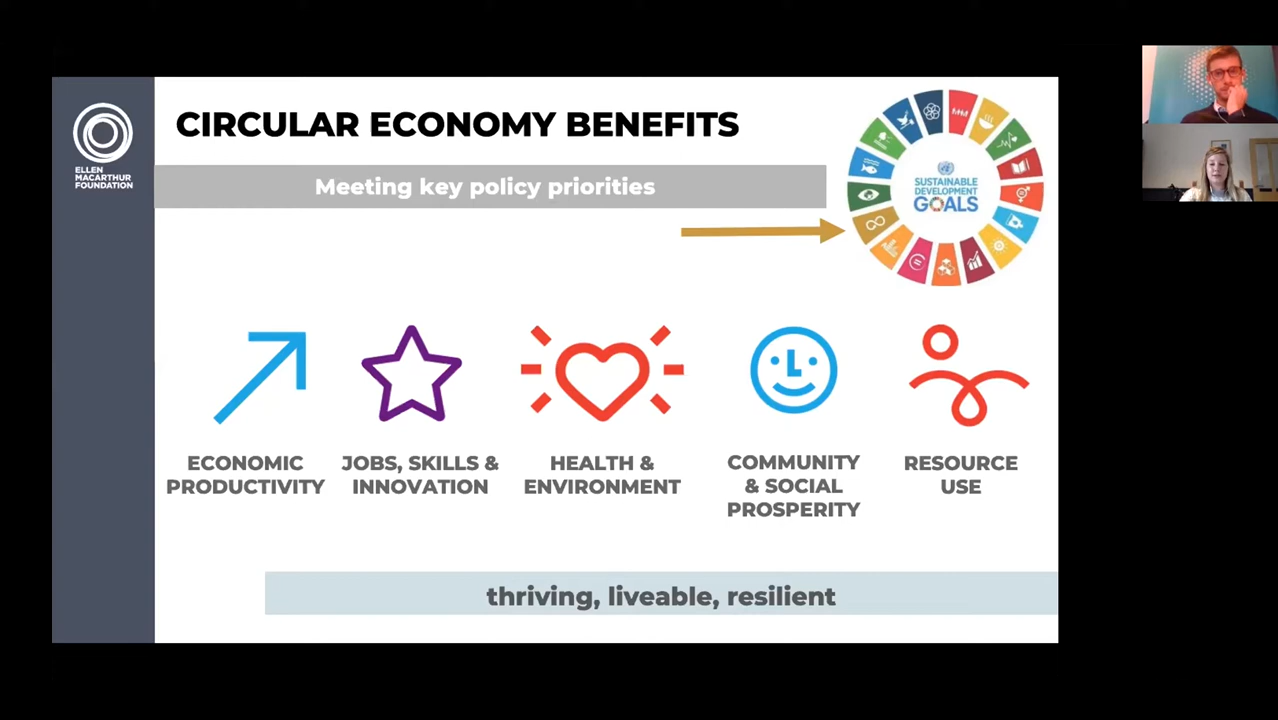 ELLEN
MACARTHUR
FOUNDATION
CIRCULAR ECONOMY BENEFITS
Meeting key policy priorities
SUSTAINABLE
DEVELOPMENT
GOALS
ECONOMIC
PRODUCTIVITY
JOBS, SKILLS &
INNOVATION
HEALTH &
ENVIRONMENT
COMMUNITY
& SOCIAL
PROSPERITY
RESOURCE
USE
thriving, liveable, resilient